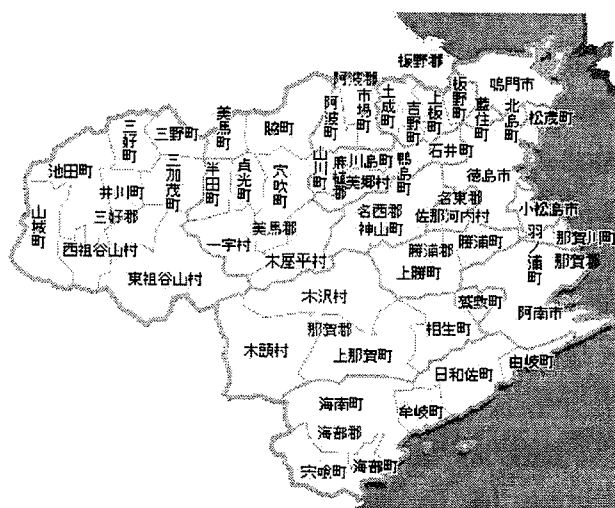 板野郡
鳴門市
阿波郡
市場町
土成町
上板町
板野町
藍住町
北島町
松茂町
吉野町
阿波町
美馬町
脇町
三好町
三野町
池田町
井川町
三好郡
三加茂町
半田町
貞光町
穴吹町
山川町
麻植郡
川島町
鴨島町
美郷村
石井町
徳島市
名東郡
佐那河内村
小松島市
羽ノ浦町
那賀川町
那賀郡
名西郡
神山町
勝浦郡
勝浦町
上勝町
山城町
西祖谷山村
東祖谷山村
一宇村
美馬郡
木屋平村
木沢村
鷲敷町
阿南市
那賀郡
相生町
木頭村
上那賀町
日和佐町
由岐町
海南町
牟岐町
海部郡
宍喰町
海部町